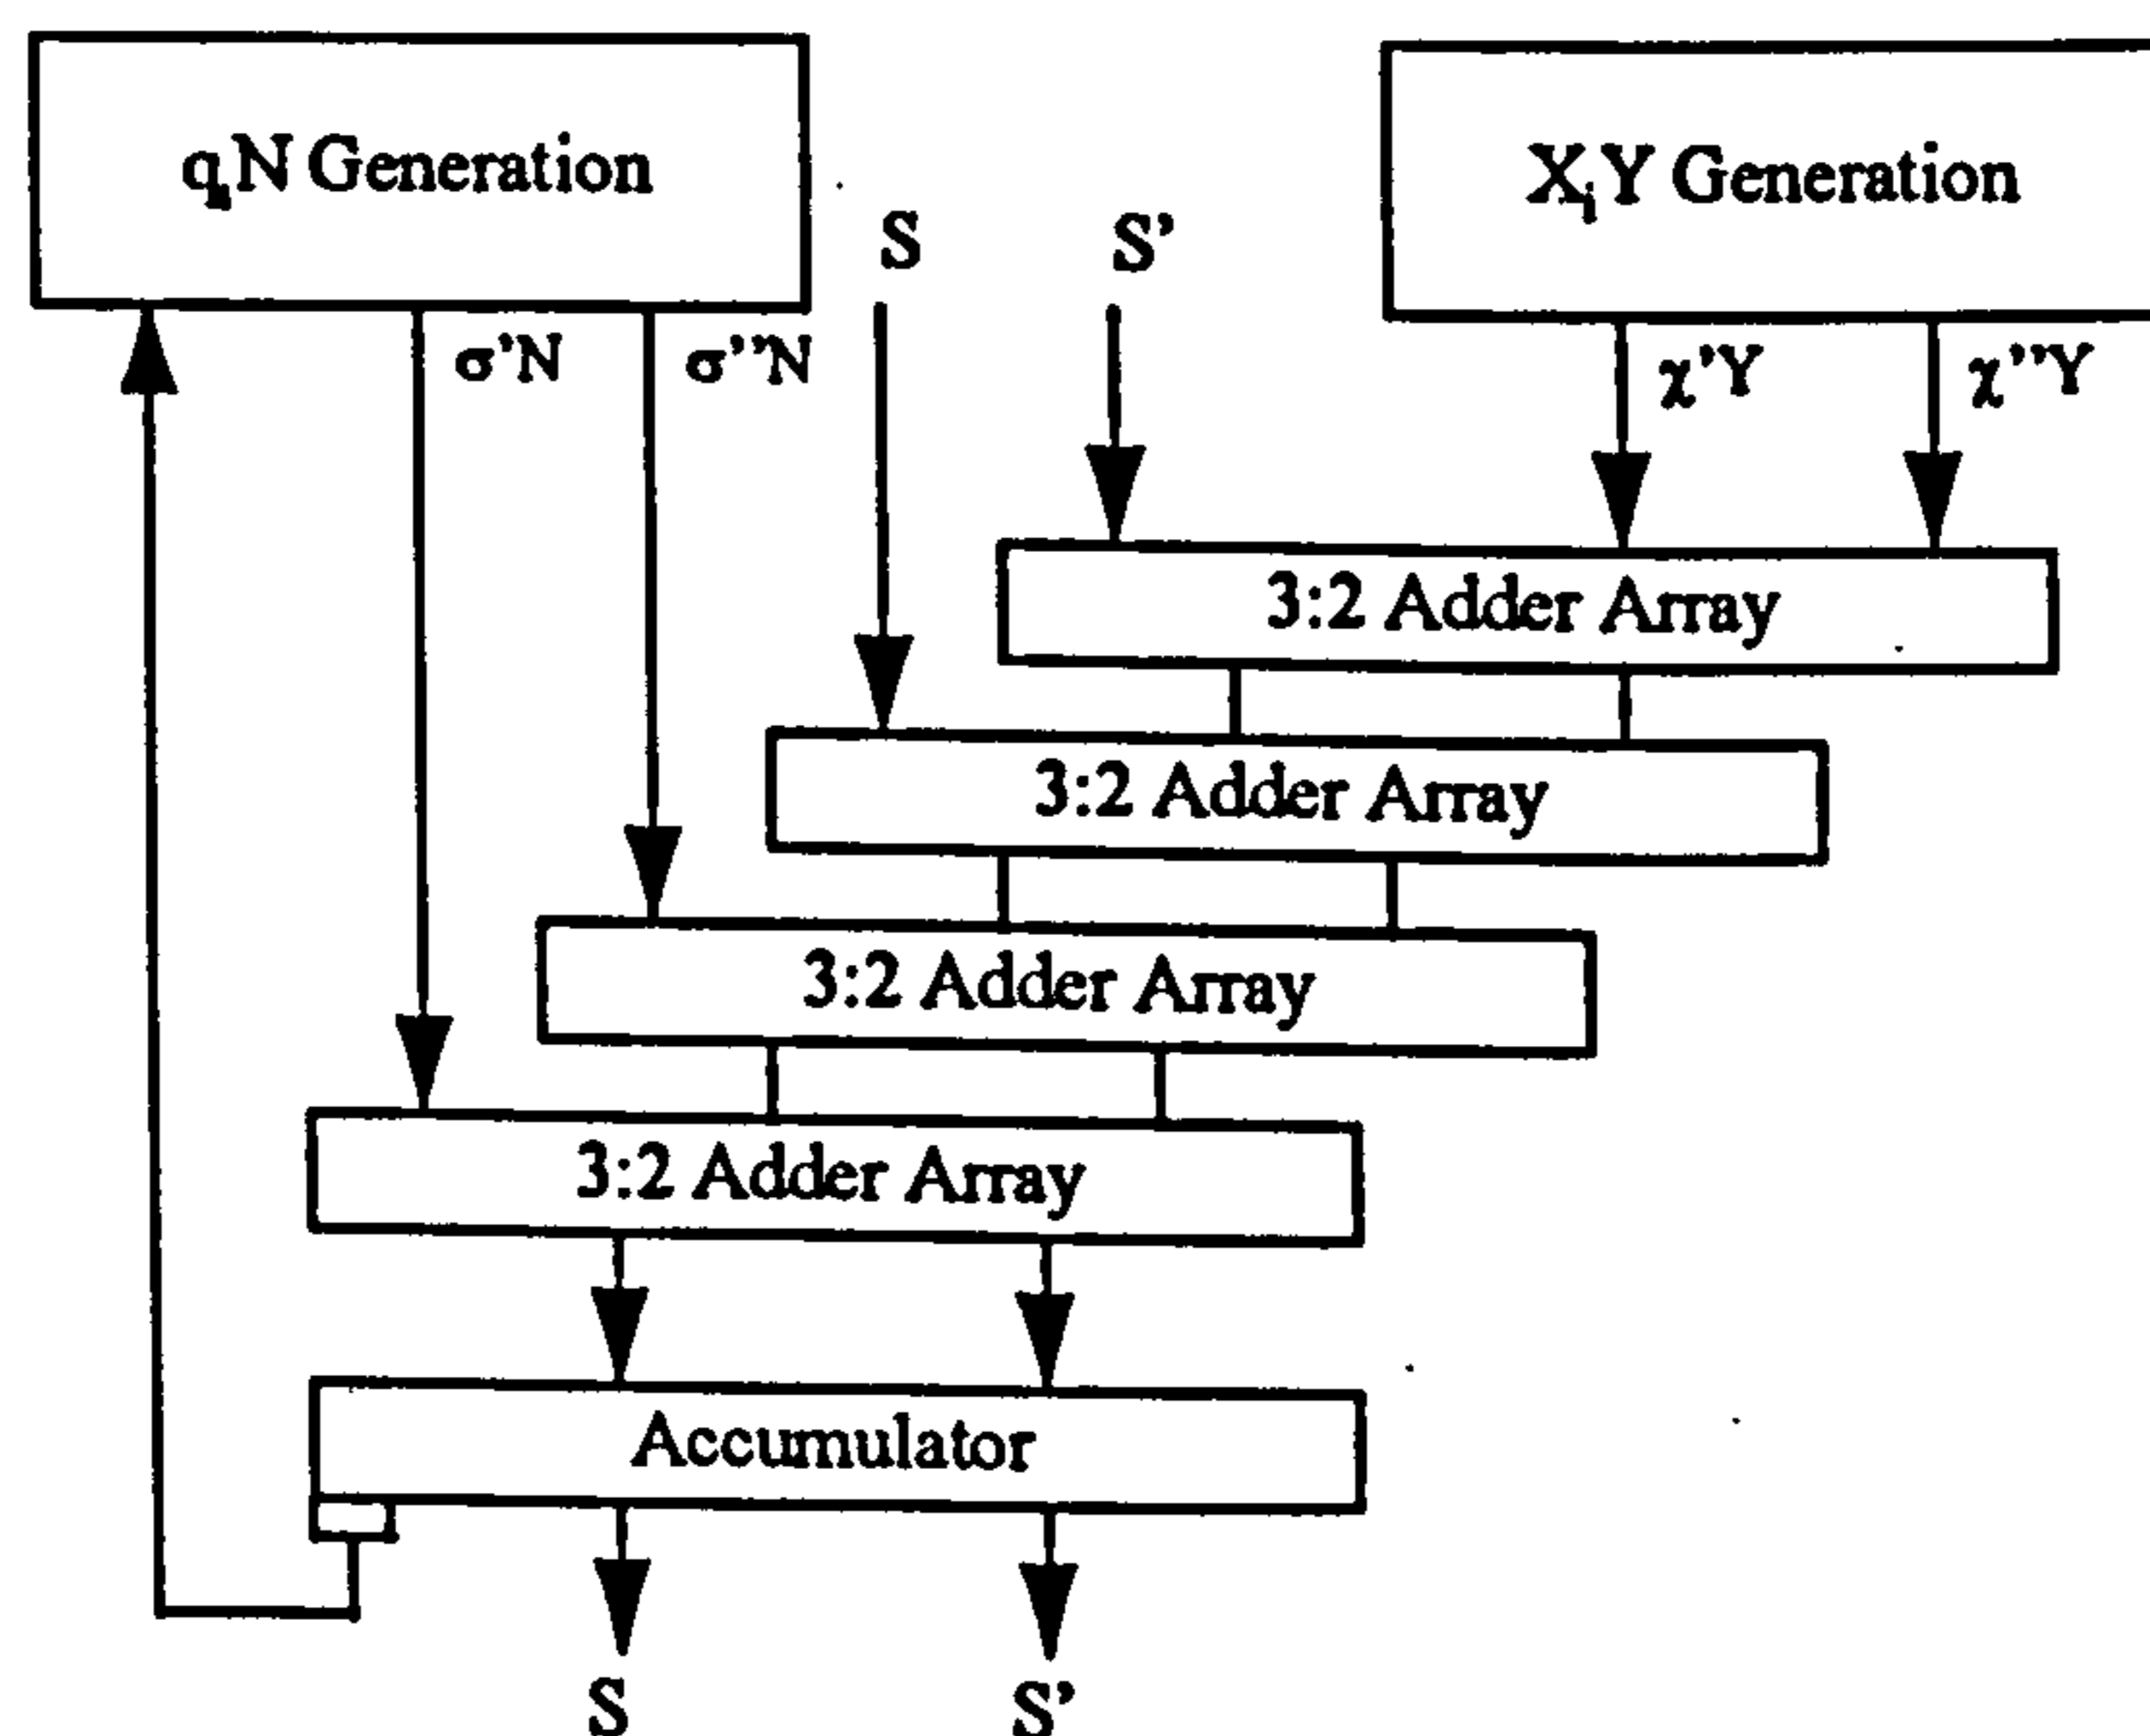 qN Generation
XᵢY Generation
S
S'
σ'N
σ''N
χ'Y
χ''Y
3:2 Adder Array
3:2 Adder Array
3:2 Adder Array
3:2 Adder Array
Accumulator
S
S'